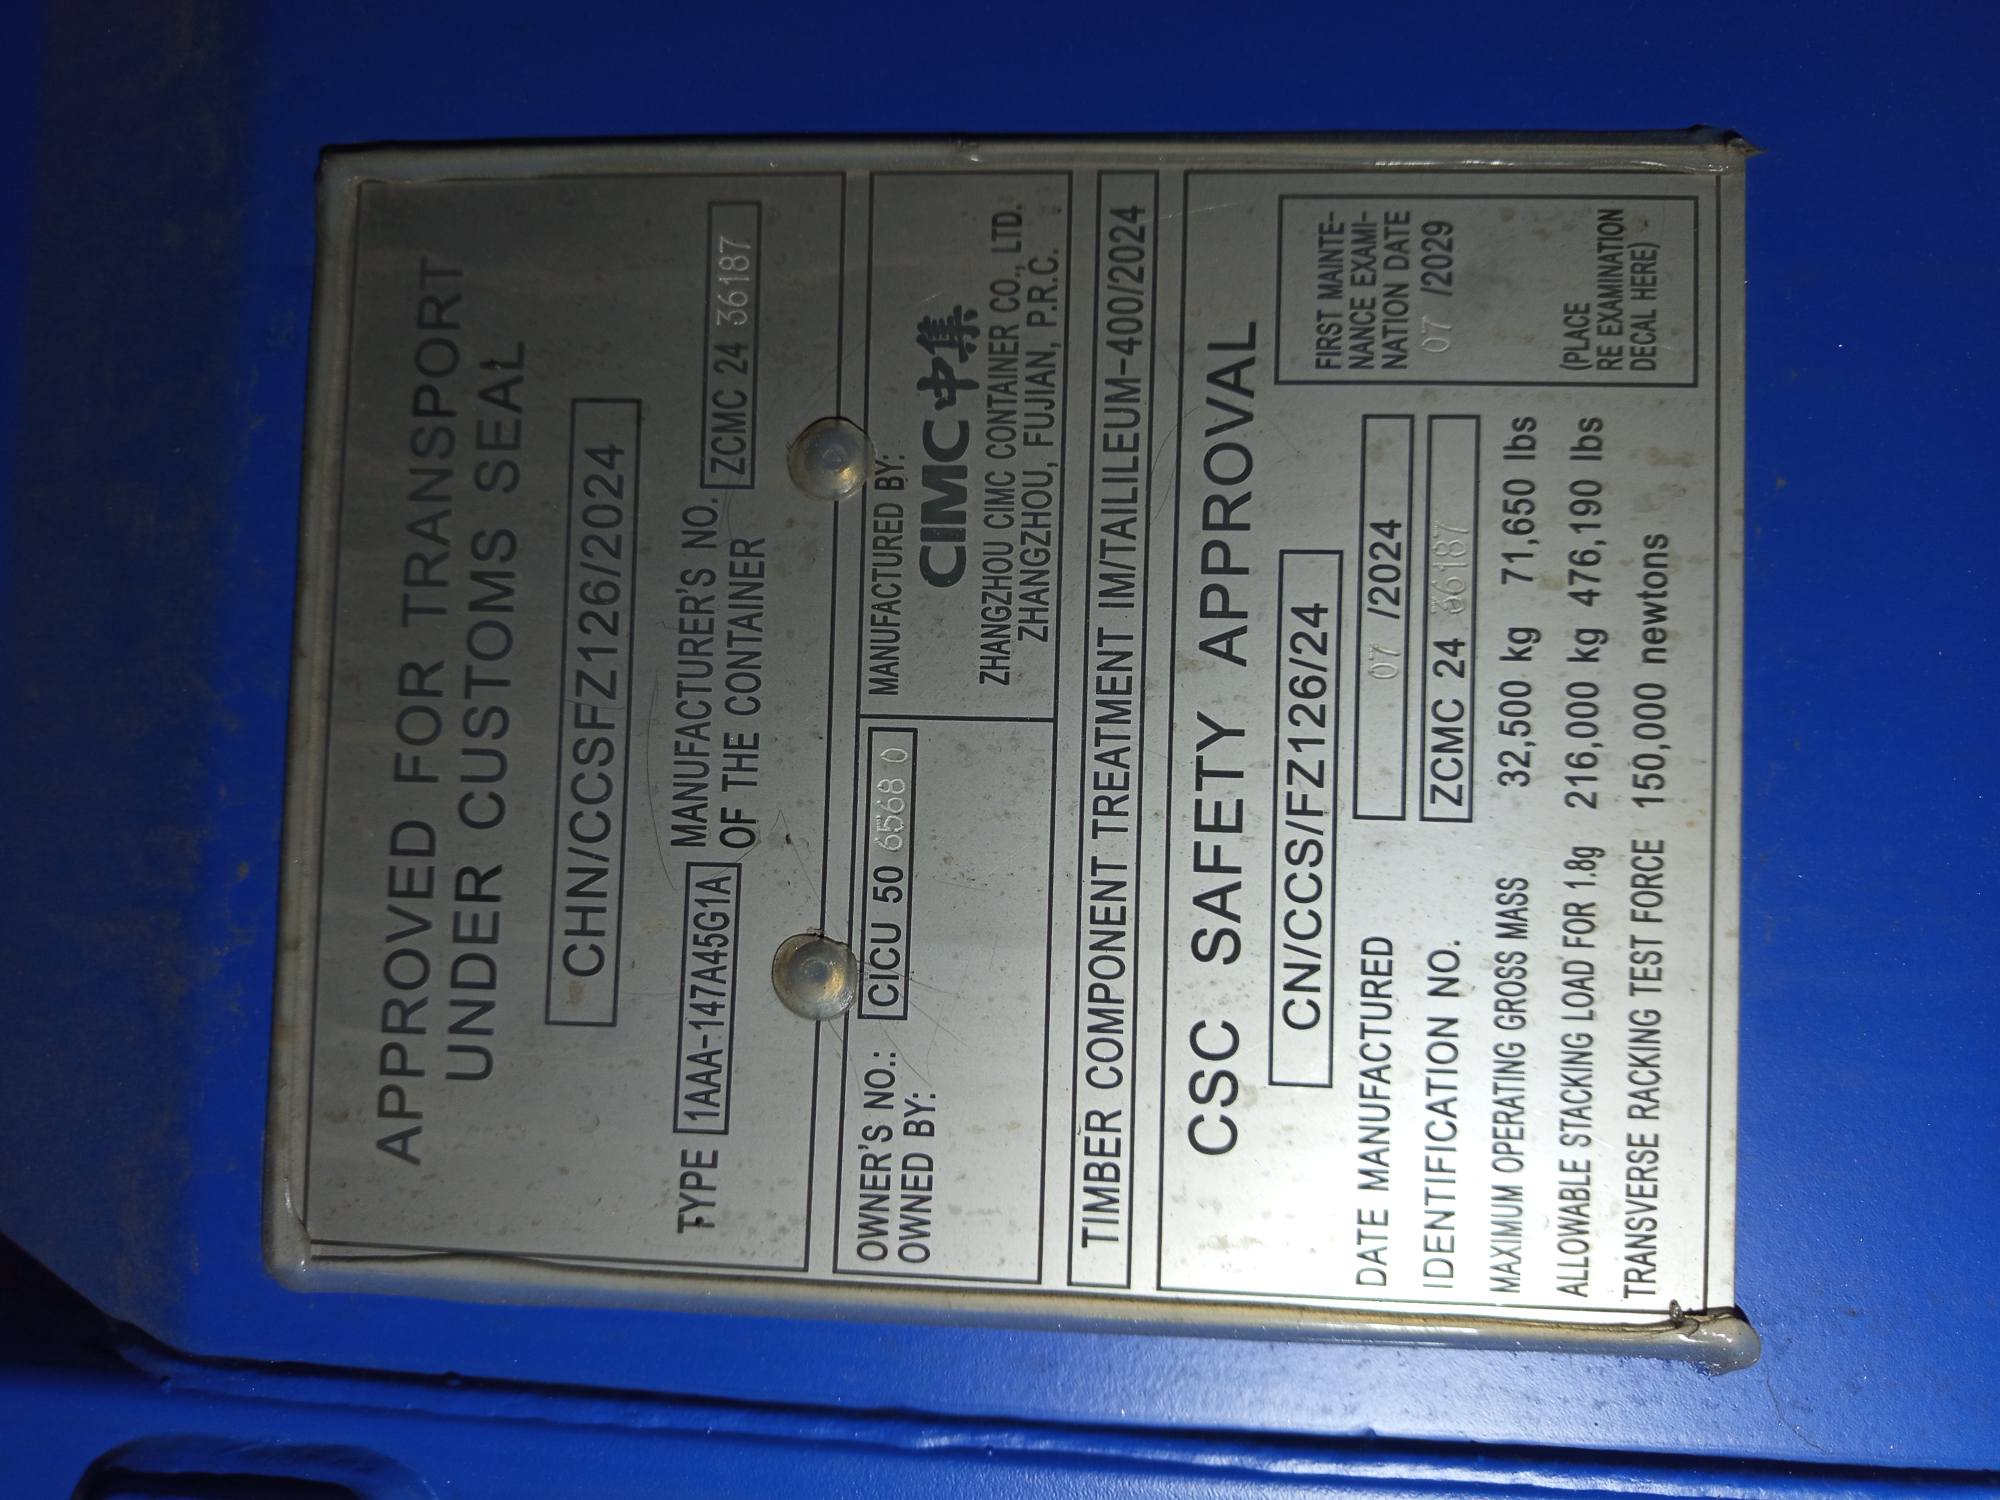 APPROVED FOR TRANSPORT
UNDER CUSTOMS SEAL
CHN/CCSFZ126/2024
TYPE 1AAA-147A45G1A MANUFACTURER'S NO.
OF THE CONTAINER ZCMC 24 36187
OWNER'S NO.: CICU 50 6568 0
OWNED BY:
MANUFACTURED BY:
CIMC中集
ZHANGZHOU CIMC CONTAINER CO., LTD.
ZHANGZHOU, FUJIAN, P.R.C.
TIMBER COMPONENT TREATMENT IM/TAILILEUM-400/2024
CSC SAFETY APPROVAL
CN/CCS/FZ126/24
DATE MANUFACTURED 07 /2024
IDENTIFICATION NO. ZCMC 24 36187
MAXIMUM OPERATING GROSS MASS 32,500 kg 71,650 lbs
ALLOWABLE STACKING LOAD FOR 1.8g 216,000 kg 476,190 lbs
TRANSVERSE RACKING TEST FORCE 150,000 newtons
FIRST MAINTE-
NANCE EXAMI-
NATION DATE
07 /2029
(PLACE
RE EXAMINATION
DECAL HERE)